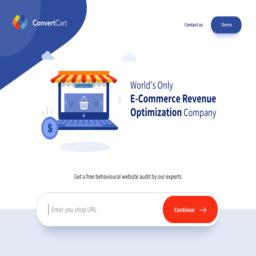 ConvertCart
Contact us
Demo
World's Only
E-Commerce Revenue
Optimization Company
$
Get a free behavioural website audit by our experts
Enter you shop URL
Continue